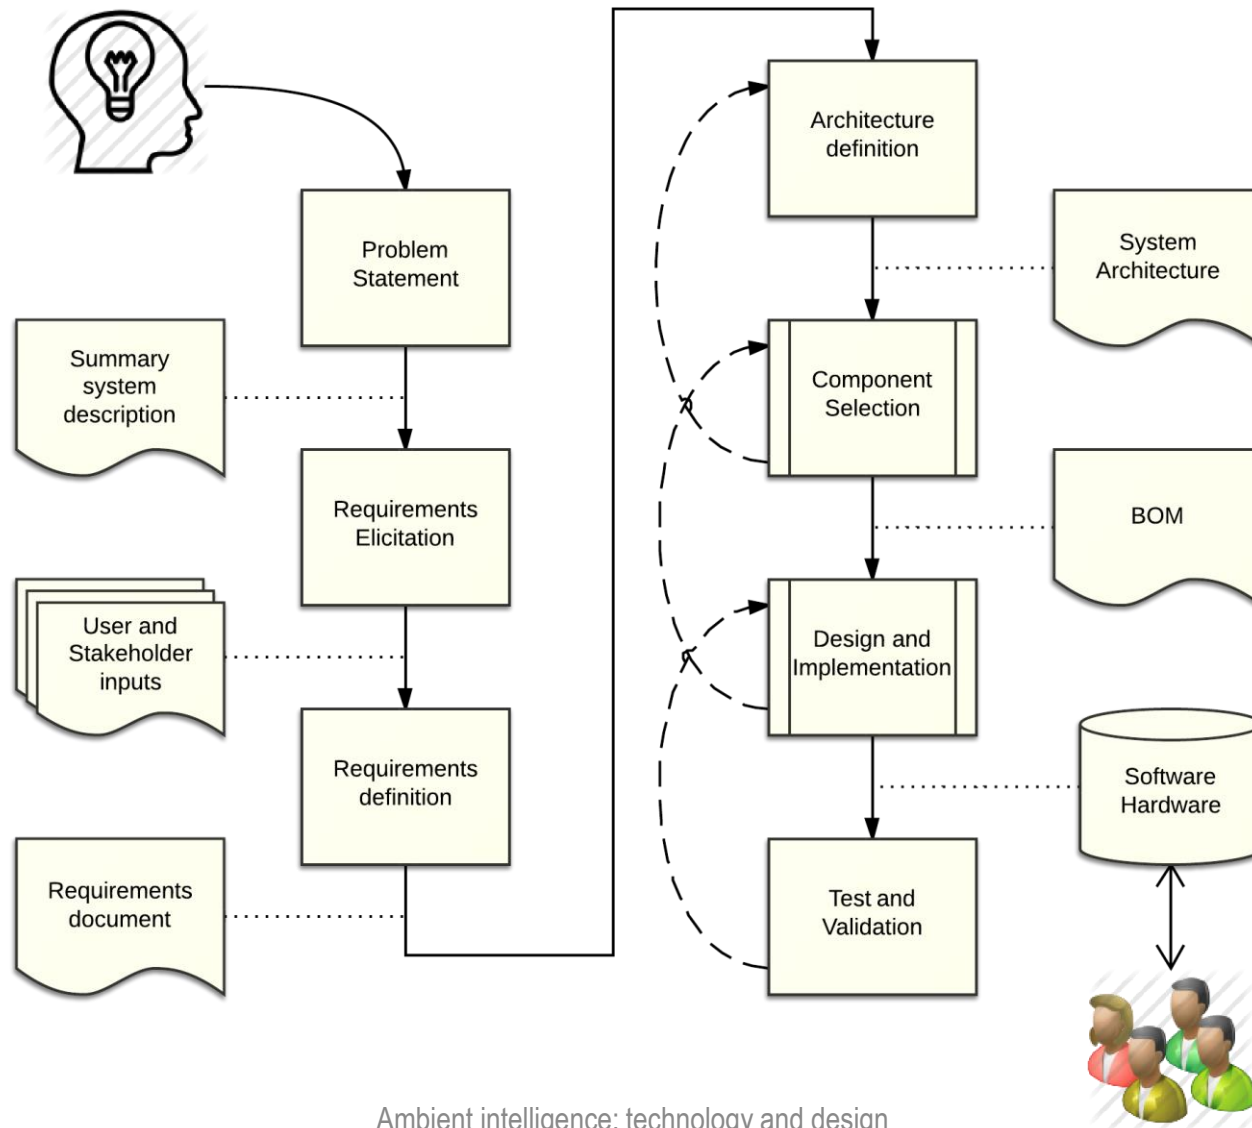 Problem
Statement
Summary
system
description
Requirements
Elicitation
User and
Stakeholder
inputs
Requirements
definition
Requirements
document
Architecture
definition
System
Architecture
Component
Selection
BOM
Design and
Implementation
Software
Hardware
Test and
Validation
Ambient intelligence: technology and design